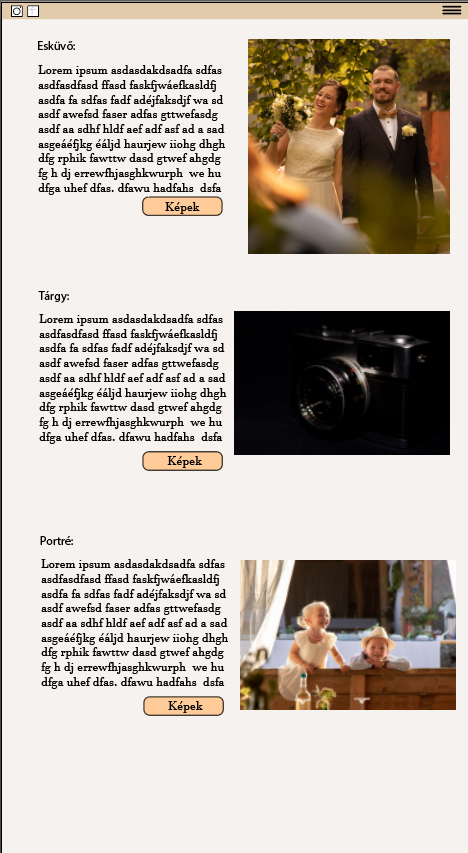 Esküvő:
Lorem ipsum asdasdakdsadfa sdfas
asdfasdfasd ffasd faskfjwáefkasldfj
asdfa fa sdfas fadf adéjfaksdjf wa sd
asdf awefsd faser adfas gttwefasdg
asdf aa sdhf hldf aef adf asf ad a sad
asgeáéfjkg éáljd haurjew iiohg dhgh
dfg rphik fawttw dasd gtwef ahgdg
fg h dj errewfhjasghkwurph we hu
dfga uhef dfas. dfawu hadfahs dsfa
Képek
Tárgy:
Lorem ipsum asdasdakdsadfa sdfas
asdfasdfasd ffasd faskfjwáefkasldfj
asdfa fa sdfas fadf adéjfaksdjf wa sd
asdf awefsd faser adfas gttwefasdg
asdf aa sdhf hldf aef adf asf ad a sad
asgeáéfjkg éáljd haurjew iiohg dhgh
dfg rphik fawttw dasd gtwef ahgdg
fg h dj errewfhjasghkwurph we hu
dfga uhef dfas. dfawu hadfahs dsfa
Képek
Portré:
Lorem ipsum asdasdakdsadfa sdfas
asdfasdfasd ffasd faskfjwáefkasldfj
asdfa fa sdfas fadf adéjfaksdjf wa sd
asdf awefsd faser adfas gttwefasdg
asdf aa sdhf hldf aef adf asf ad a sad
asgeáéfjkg éáljd haurjew iiohg dhgh
dfg rphik fawttw dasd gtwef ahgdg
fg h dj errewfhjasghkwurph we hu
dfga uhef dfas. dfawu hadfahs dsfa
Képek